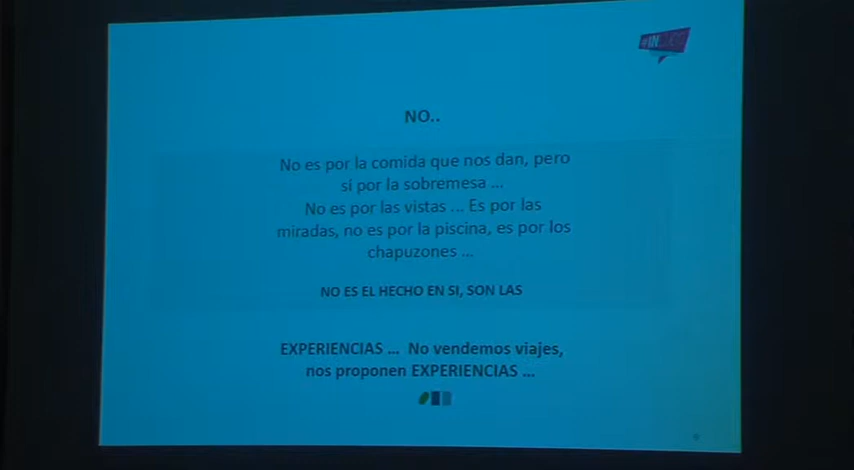 #IN
NO..
No es por la comida que nos dan, pero
sí por la sobremesa ...
No es por las vistas ... Es por las
miradas, no es por la piscina, es por los
chapuzones ...
NO ES EL HECHO EN SI, SON LAS
EXPERIENCIAS ... No vendemos viajes,
nos proponen EXPERIENCIAS ...